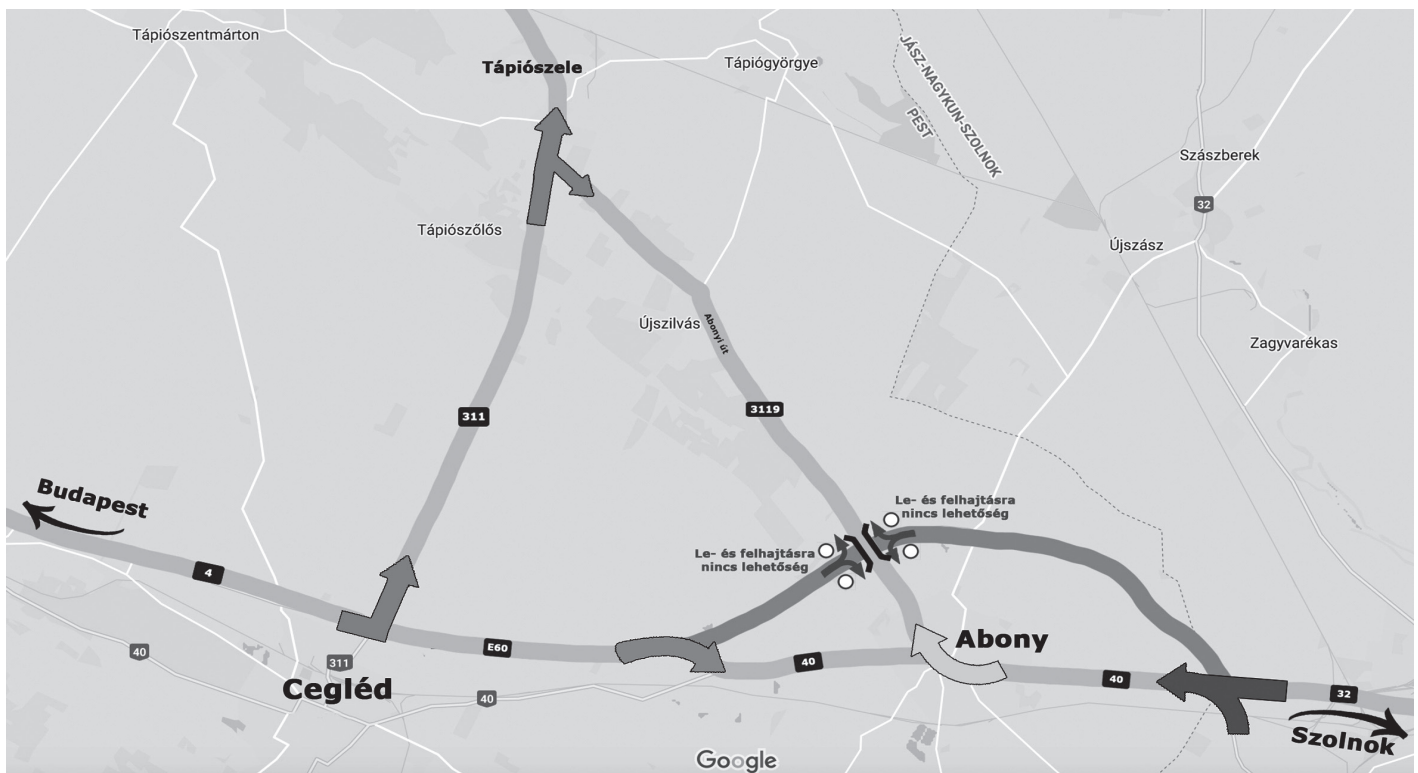 Tápiószentmárton
Tápiószele
Tápiógyörgye
JÁSZ-NAGYKUN-SZOLNOK
PEST
Szászberek
32
Tápiószőlős
Újszász
Újszilvás
Abonyi út
Zagyvarékas
311
3119
Budapest
Le- és felhajtásra
nincs lehetőség
Le- és felhajtásra
nincs lehetőség
4
E60
40
311
Cegléd
40
40
Abony
40
32
Szolnok
Google